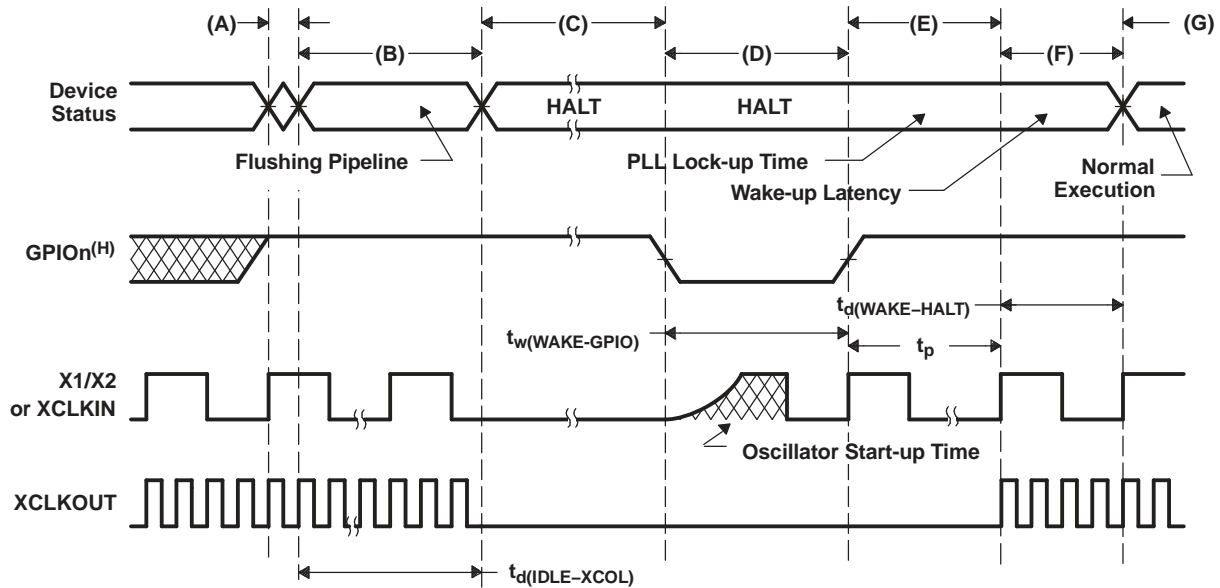 (A)
(C)
(E)
(G)
(B)
(D)
(F)
Device
Status
HALT
HALT
Flushing Pipeline
PLL Lock-up Time
Wake-up Latency
Normal
Execution
GPIOn(H)
td(WAKE–HALT)
tw(WAKE-GPIO)
tp
X1/X2
or XCLKIN
Oscillator Start-up Time
XCLKOUT
td(IDLE–XCOL)